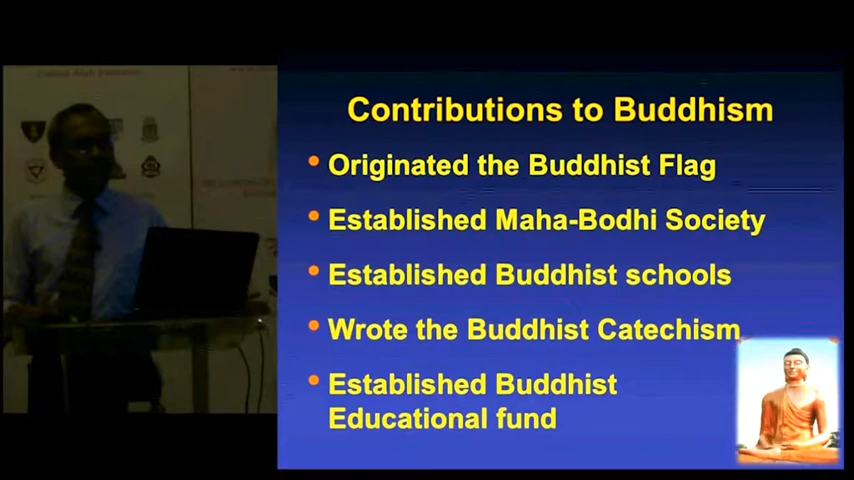 Contributions to Buddhism
• Originated the Buddhist Flag
• Established Maha-Bodhi Society
• Established Buddhist schools
• Wrote the Buddhist Catechism
• Established Buddhist
Educational fund